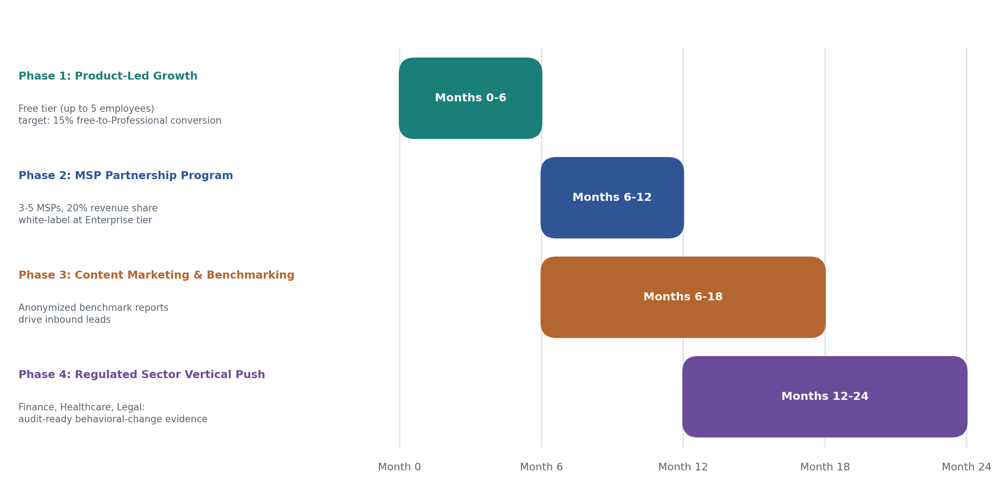 Phase 1: Product-Led Growth
Free tier (up to 5 employees)
target: 15% free-to-Professional conversion
Months 0-6
Phase 2: MSP Partnership Program
3-5 MSPs, 20% revenue share
white-label at Enterprise tier
Months 6-12
Phase 3: Content Marketing & Benchmarking
Anonymized benchmark reports
drive inbound leads
Months 6-18
Phase 4: Regulated Sector Vertical Push
Finance, Healthcare, Legal:
audit-ready behavioral-change evidence
Months 12-24
Month 0
Month 6
Month 12
Month 18
Month 24